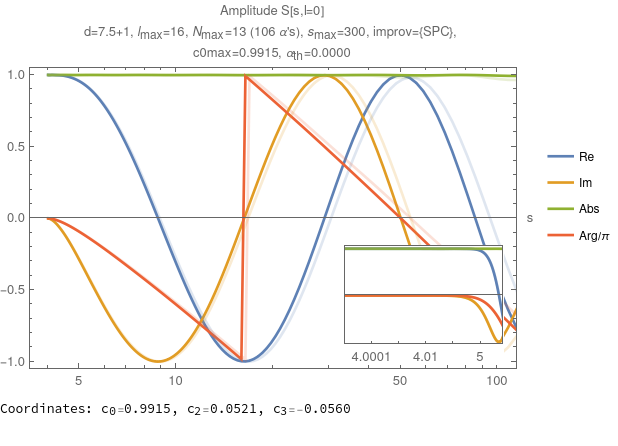 Amplitude S[s,l=0]
d=7.5+1, lmax=16, Nmax=13 (106 α's), smax=300, improv={SPC},
c0max=0.9915, αth=0.0000
1.0
0.5
0.0
-0.5
-1.0
s
Re
Im
Abs
Arg/π
4.0001 4.01 5
5 10 50 100
Coordinates: c0=0.9915, c2=0.0521, c3=-0.0560